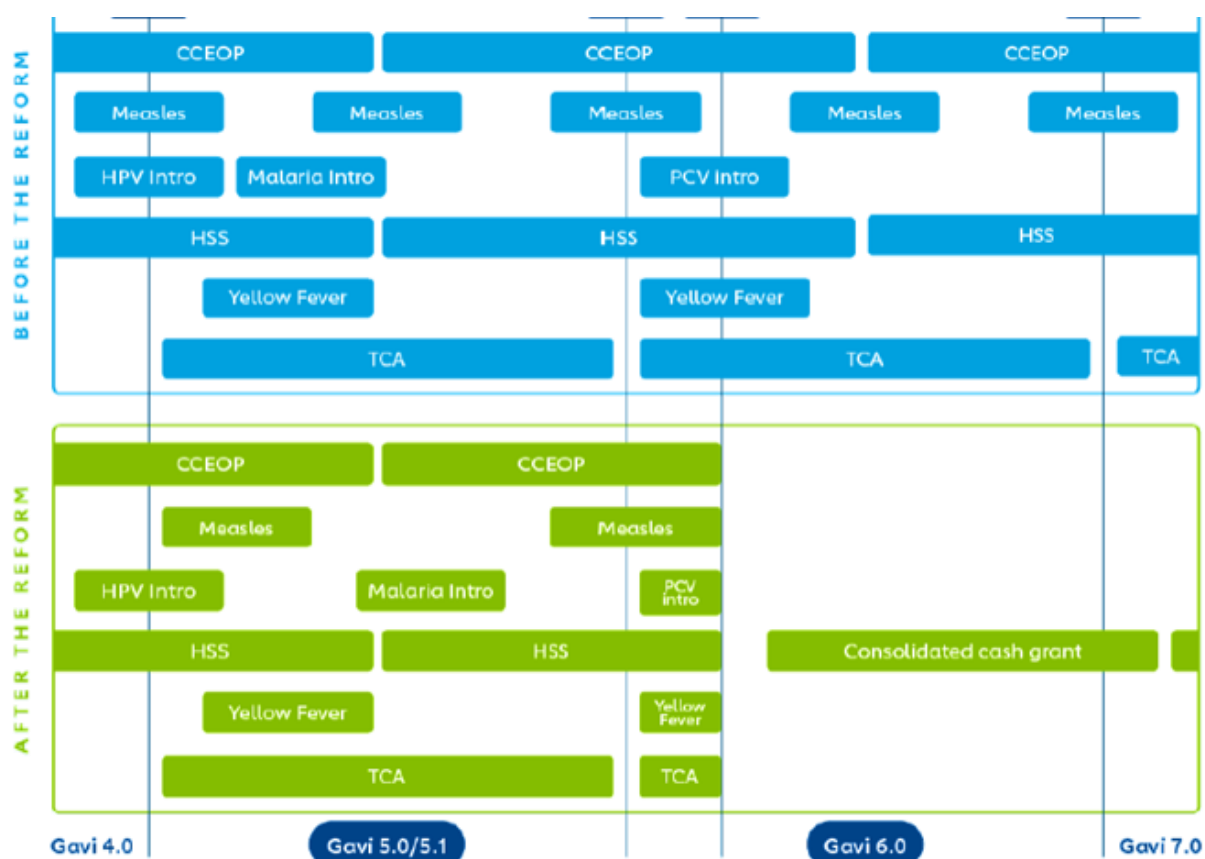 BEFORE THE REFORM
CCEOP CCEOP CCEOP
Measles Measles Measles Measles Measles
HPV Intro Malaria Intro PCV Intro
HSS HSS HSS
Yellow Fever Yellow Fever
TCA TCA TCA
AFTER THE REFORM
CCEOP CCEOP
Measles Measles
HPV Intro Malaria Intro PCV
intro
HSS HSS Consolidated cash grant
Yellow Fever Yellow
Fever
TCA TCA
Gavi 4.0 Gavi 5.0/5.1 Gavi 6.0 Gavi 7.0